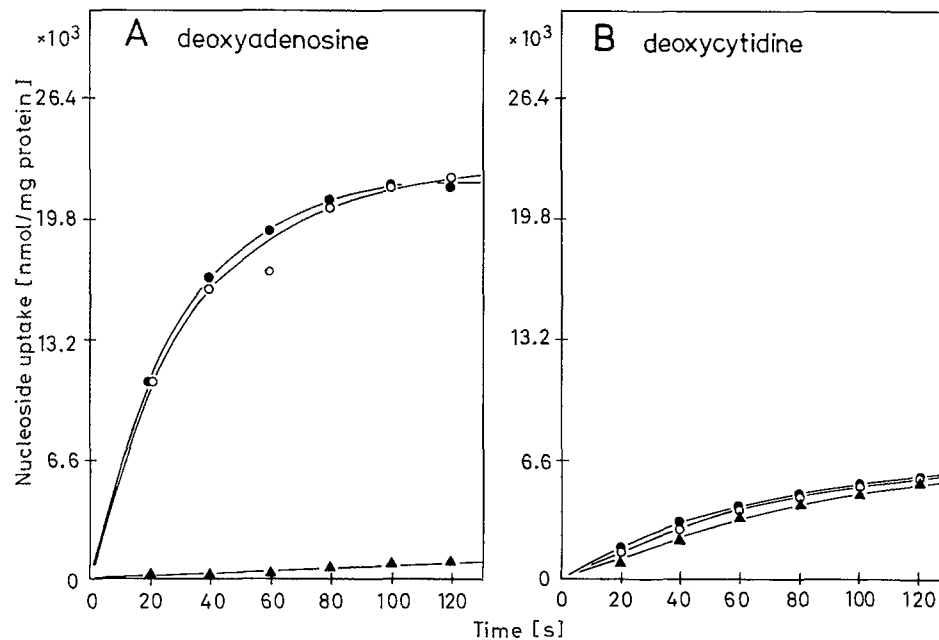 ×10³ A deoxyadenosine
26.4
19.8
13.2
6.6
0
0 20 40 60 80 100 120
Nucleoside uptake [nmol/mg protein]
×10³ B deoxycytidine
26.4
19.8
13.2
6.6
0
0 20 40 60 80 100 120
Time [s]